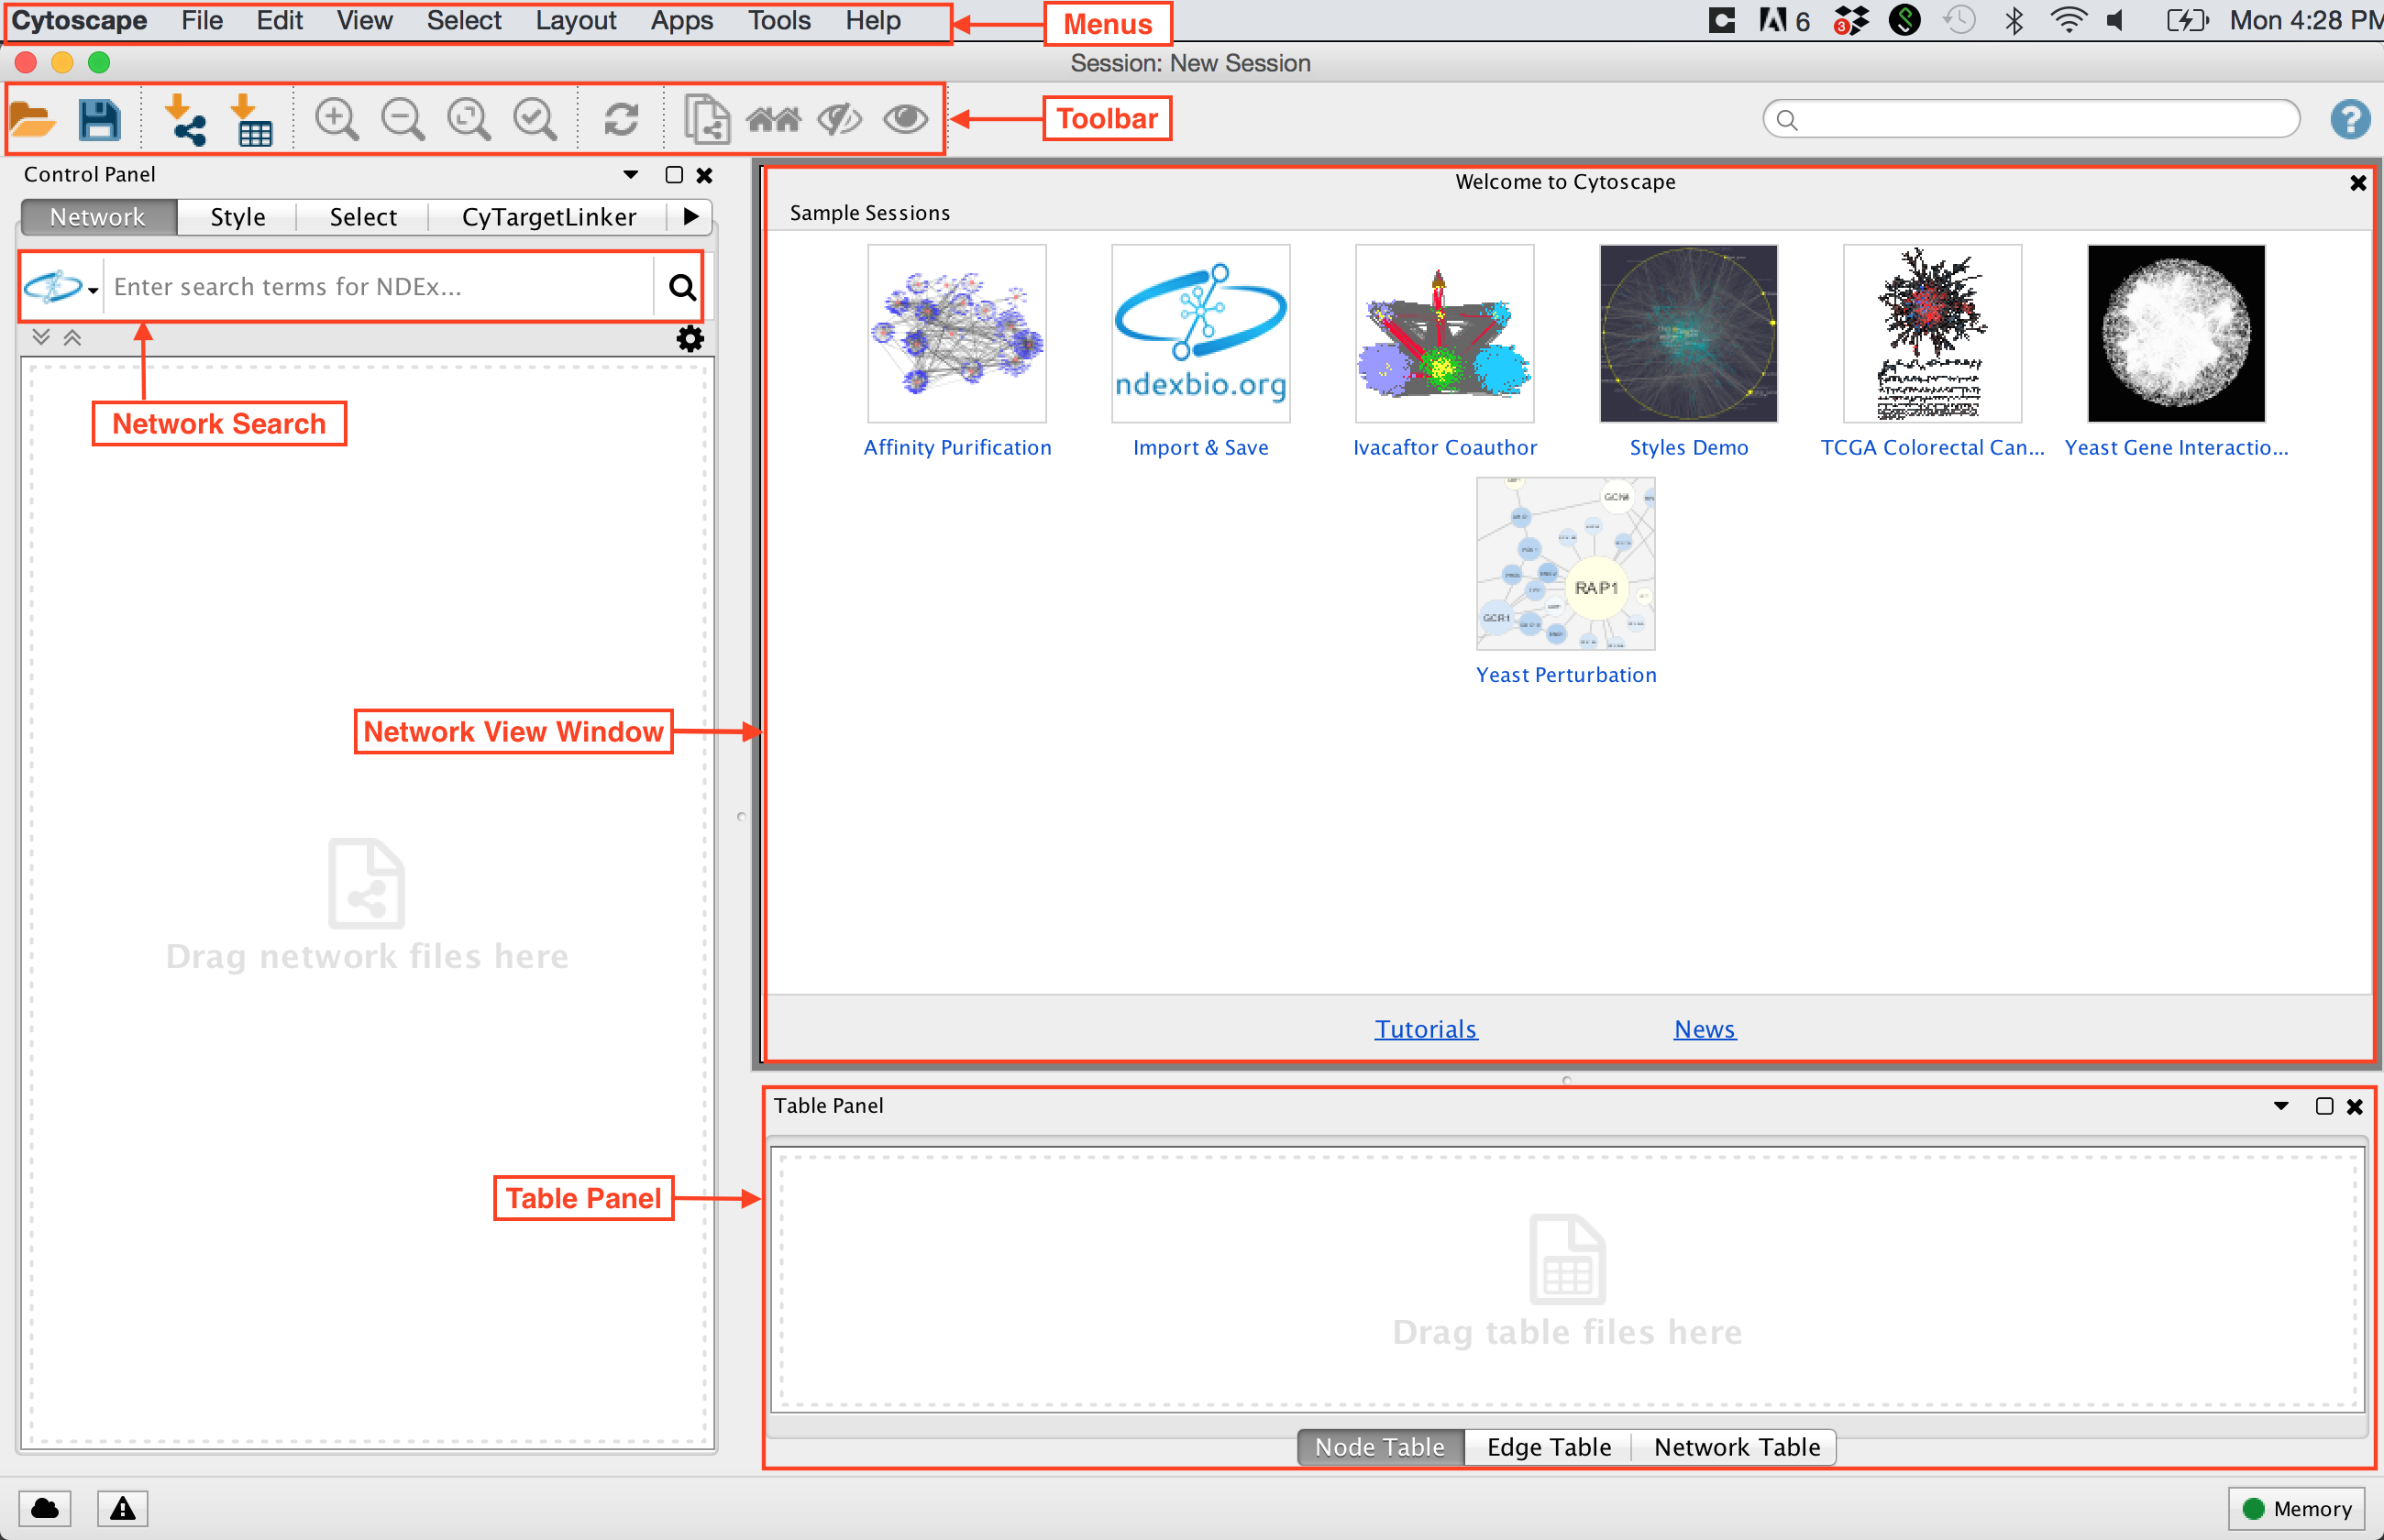 Cytoscape File Edit View Select Layout Apps Tools Help
Menus
6
3
Mon 4:28 PM
Session: New Session
Toolbar
?
Control Panel
Network Style Select CyTargetLinker
Enter search terms for NDEx...
Network Search
Drag network files here
Welcome to Cytoscape
Sample Sessions
ndexbio.org
Affinity Purification
Import & Save
Ivacaftor Coauthor
Styles Demo
TCGA Colorectal Can...
Yeast Gene Interactio...
RAP1
GCR1
Yeast Perturbation
Network View Window
Tutorials
News
Table Panel
Table Panel
Drag table files here
Node Table Edge Table Network Table
Memory